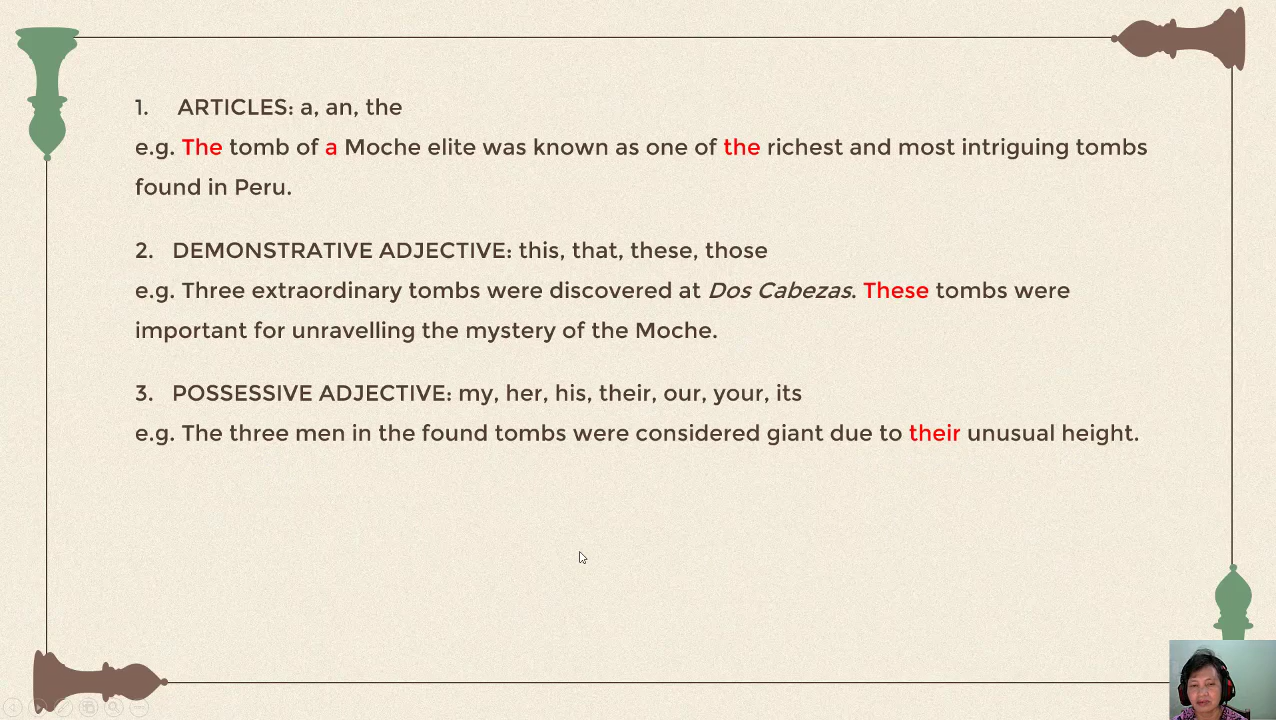 1. ARTICLES: a, an, the
e.g. The tomb of a Moche elite was known as one of the richest and most intriguing tombs
found in Peru.
2. DEMONSTRATIVE ADJECTIVE: this, that, these, those
e.g. Three extraordinary tombs were discovered at Dos Cabezas. These tombs were
important for unravelling the mystery of the Moche.
3. POSSESSIVE ADJECTIVE: my, her, his, their, our, your, its
e.g. The three men in the found tombs were considered giant due to their unusual height.